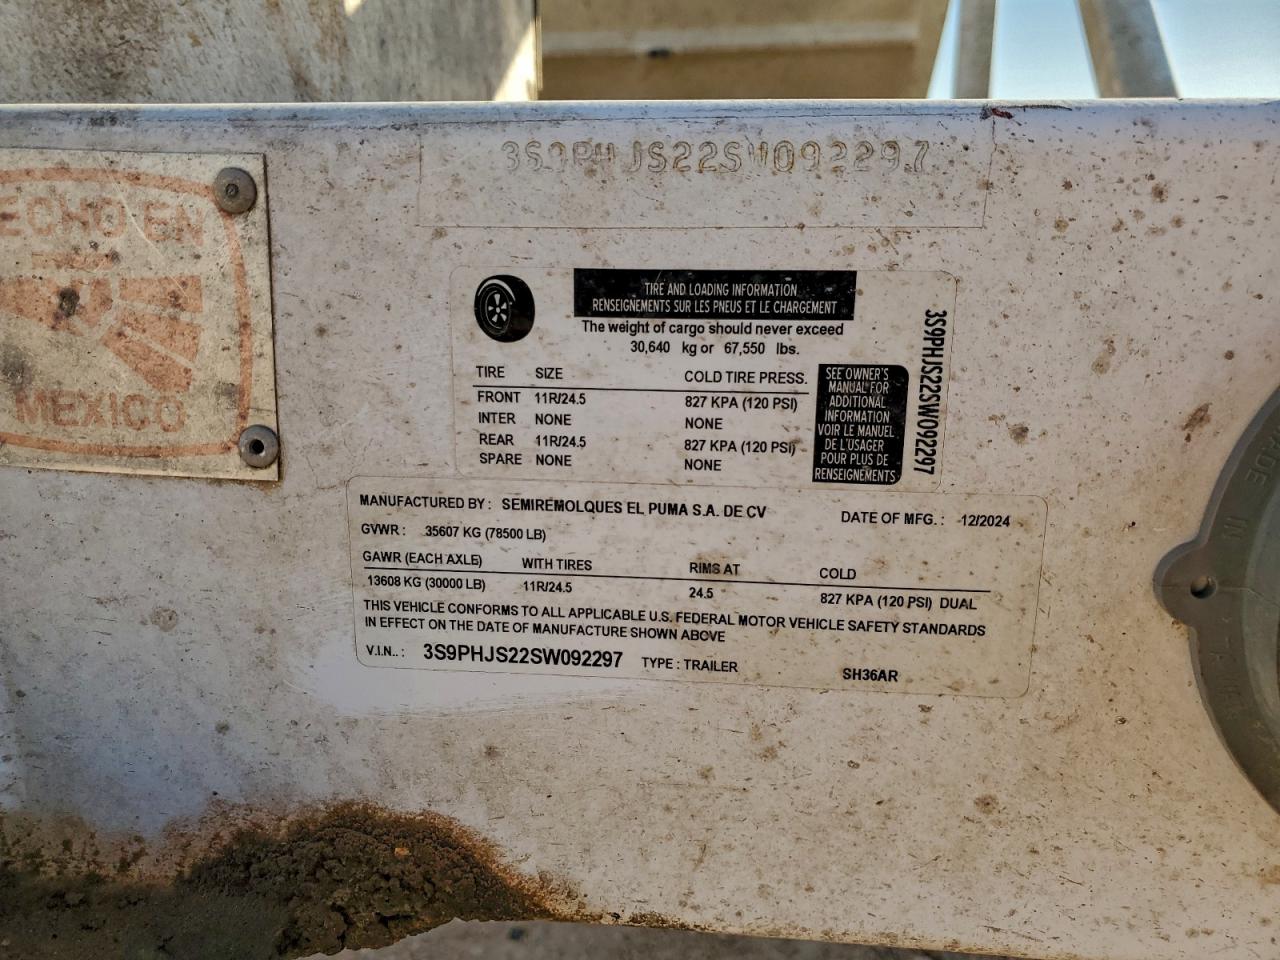 3S9PHJS22SW092297
ECHO EN
MEXICO
TIRE AND LOADING INFORMATION
RENSEIGNEMENTS SUR LES PNEUS ET LE CHARGEMENT
The weight of cargo should never exceed
30,640 kg or 67,550 lbs.
TIRE SIZE COLD TIRE PRESS.
FRONT 11R/24.5 827 KPA (120 PSI)
INTER NONE NONE
REAR 11R/24.5 827 KPA (120 PSI)
SPARE NONE NONE
SEE OWNER'S
MANUAL FOR
ADDITIONAL
INFORMATION
VOIR LE MANUEL
DE L'USAGER
POUR PLUS DE
RENSEIGNEMENTS
3S9PHJS22SW092297
MANUFACTURED BY : SEMIREMOLQUES EL PUMA S.A. DE CV DATE OF MFG. : 12/2024
GVWR : 35607 KG (78500 LB)
GAWR (EACH AXLE) WITH TIRES RIMS AT COLD
13608 KG (30000 LB) 11R/24.5 24.5 827 KPA (120 PSI) DUAL
THIS VEHICLE CONFORMS TO ALL APPLICABLE U.S. FEDERAL MOTOR VEHICLE SAFETY STANDARDS
IN EFFECT ON THE DATE OF MANUFACTURE SHOWN ABOVE
V.I.N.. : 3S9PHJS22SW092297 TYPE : TRAILER SH36AR